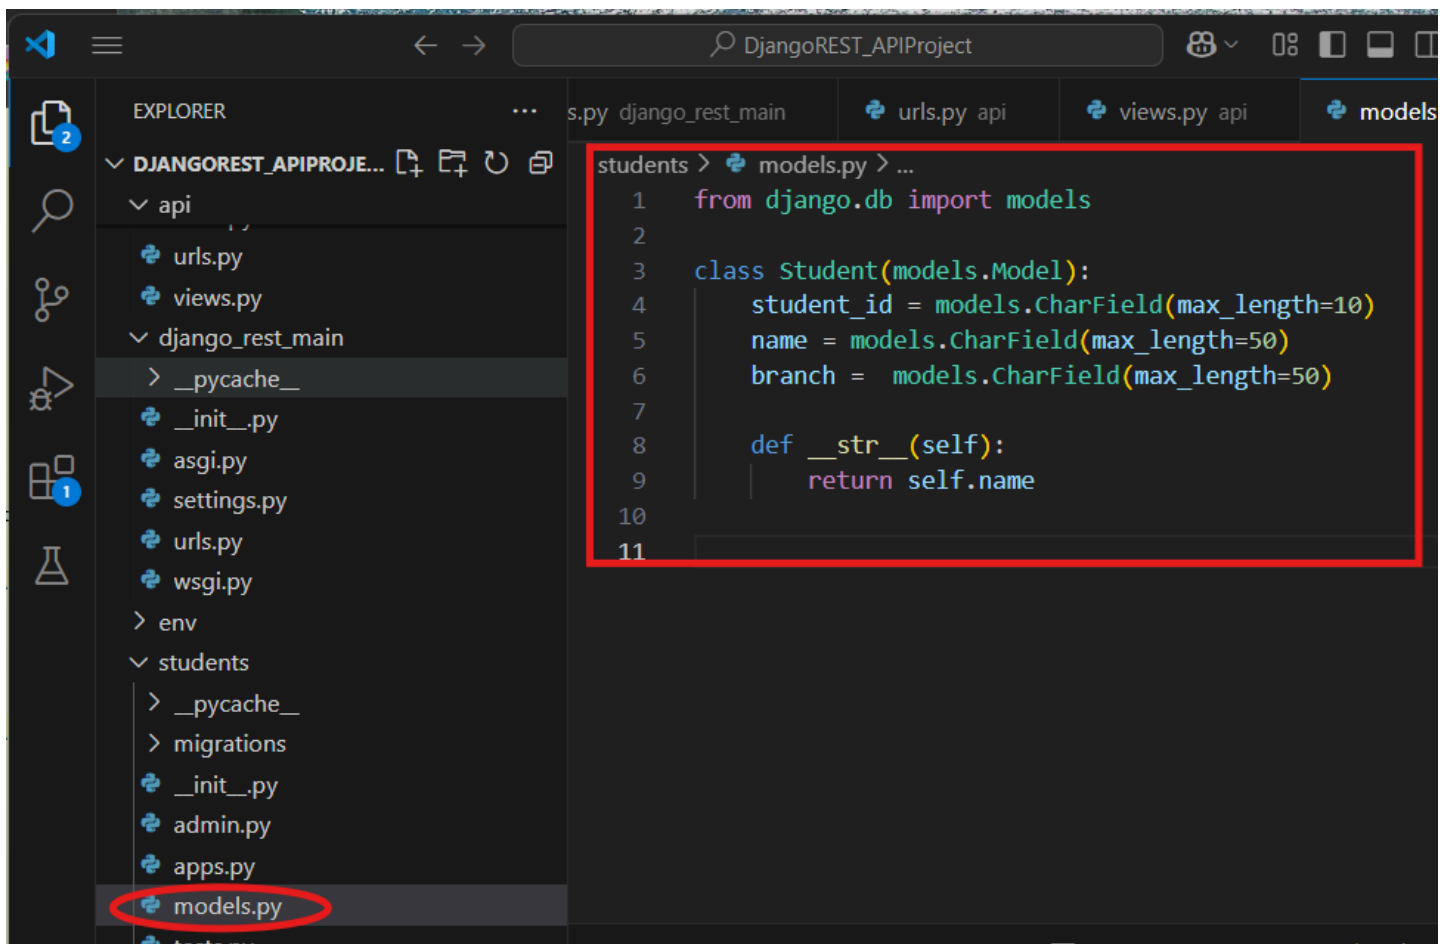 DjangoREST_APIProject
EXPLORER
...
s.py django_rest_main
urls.py api
views.py api
models
2
DJANGOREST_APIPROJE...
students > models.py > ...
api
1 from django.db import models
2
urls.py
3 class Student(models.Model):
views.py
4 student_id = models.CharField(max_length=10)
django_rest_main
5 name = models.CharField(max_length=50)
__pycache__
6 branch =  models.CharField(max_length=50)
__init__.py
7
asgi.py
8 def __str__(self):
1
settings.py
9 return self.name
urls.py
10
wsgi.py
11
env
students
__pycache__
migrations
__init__.py
admin.py
apps.py
models.py